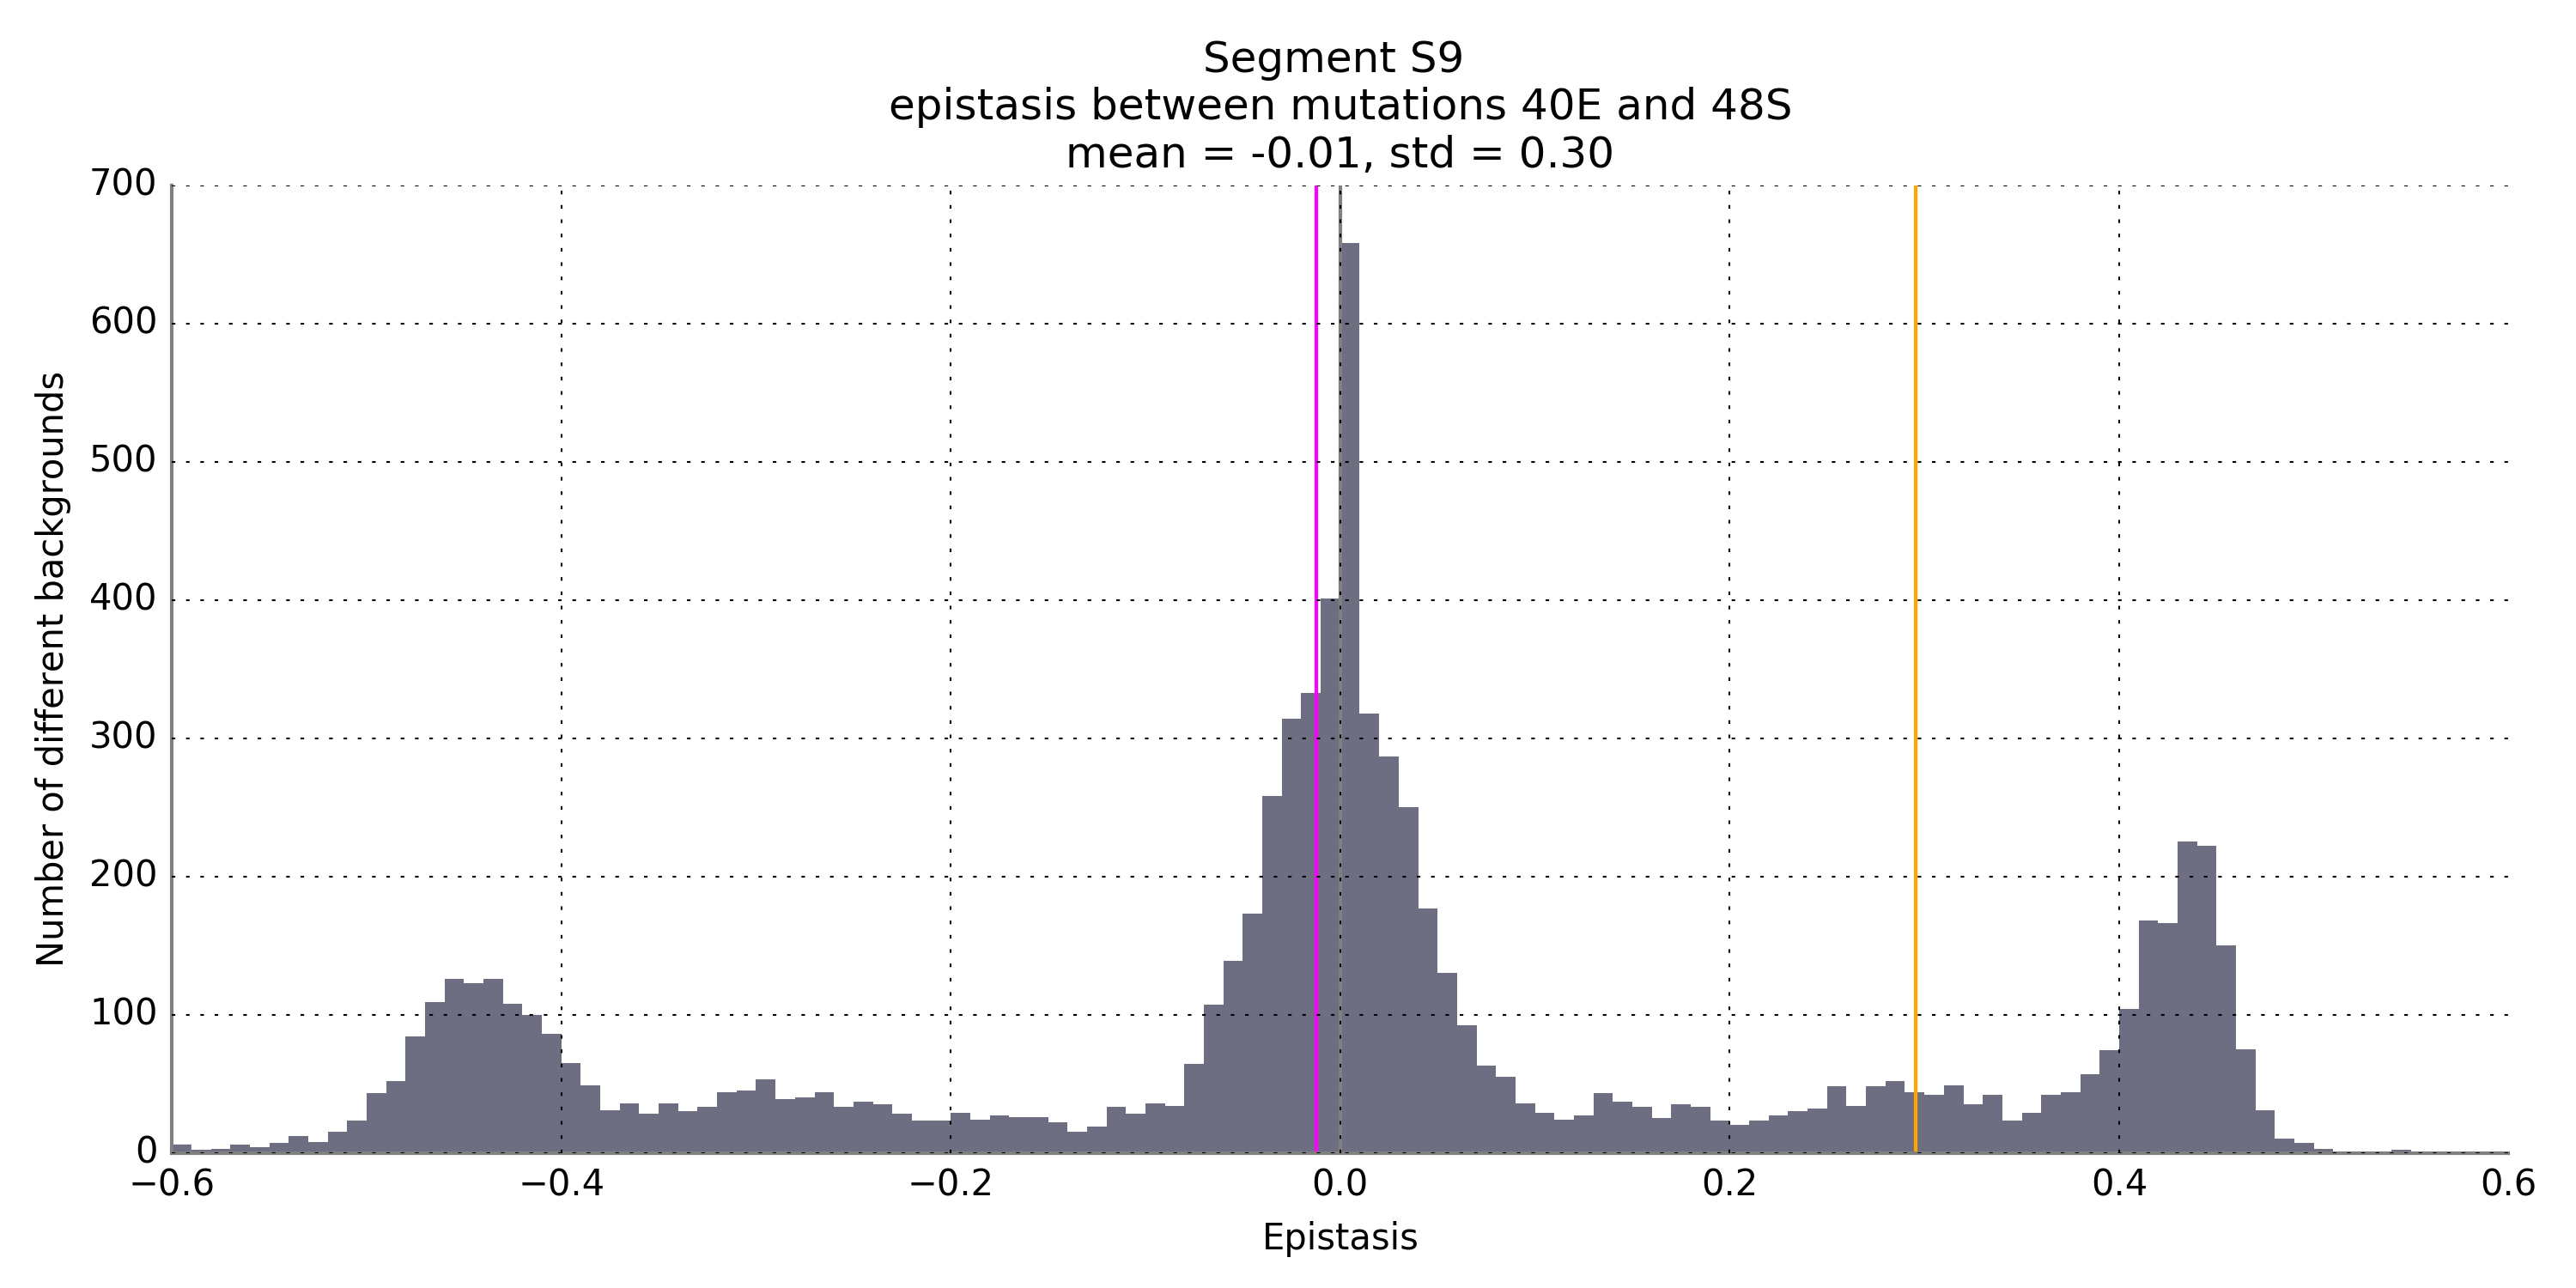 Segment S9
epistasis between mutations 40E and 48S
mean = -0.01, std = 0.30
700
600
500
400
300
200
100
0
Number of different backgrounds
−0.6 −0.4 −0.2 0.0 0.2 0.4 0.6
Epistasis